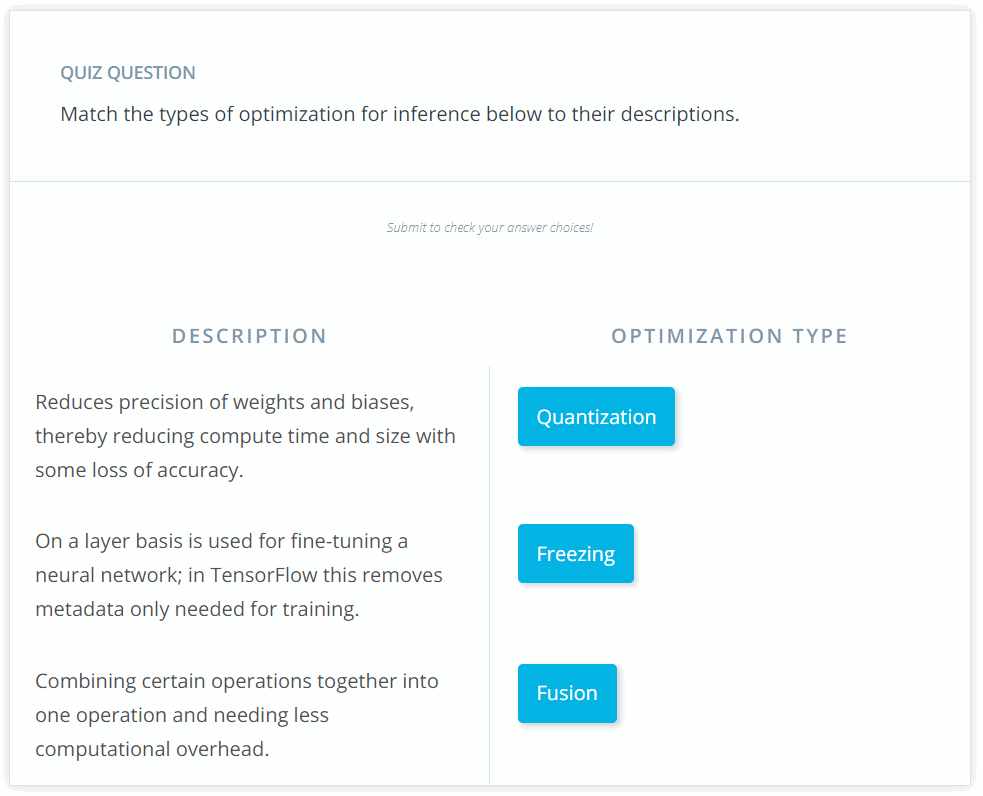 QUIZ QUESTION
Match the types of optimization for inference below to their descriptions.
Submit to check your answer choices!
DESCRIPTION
OPTIMIZATION TYPE
Reduces precision of weights and biases,
thereby reducing compute time and size with
some loss of accuracy.
Quantization
On a layer basis is used for fine-tuning a
neural network; in TensorFlow this removes
metadata only needed for training.
Freezing
Combining certain operations together into
one operation and needing less
computational overhead.
Fusion